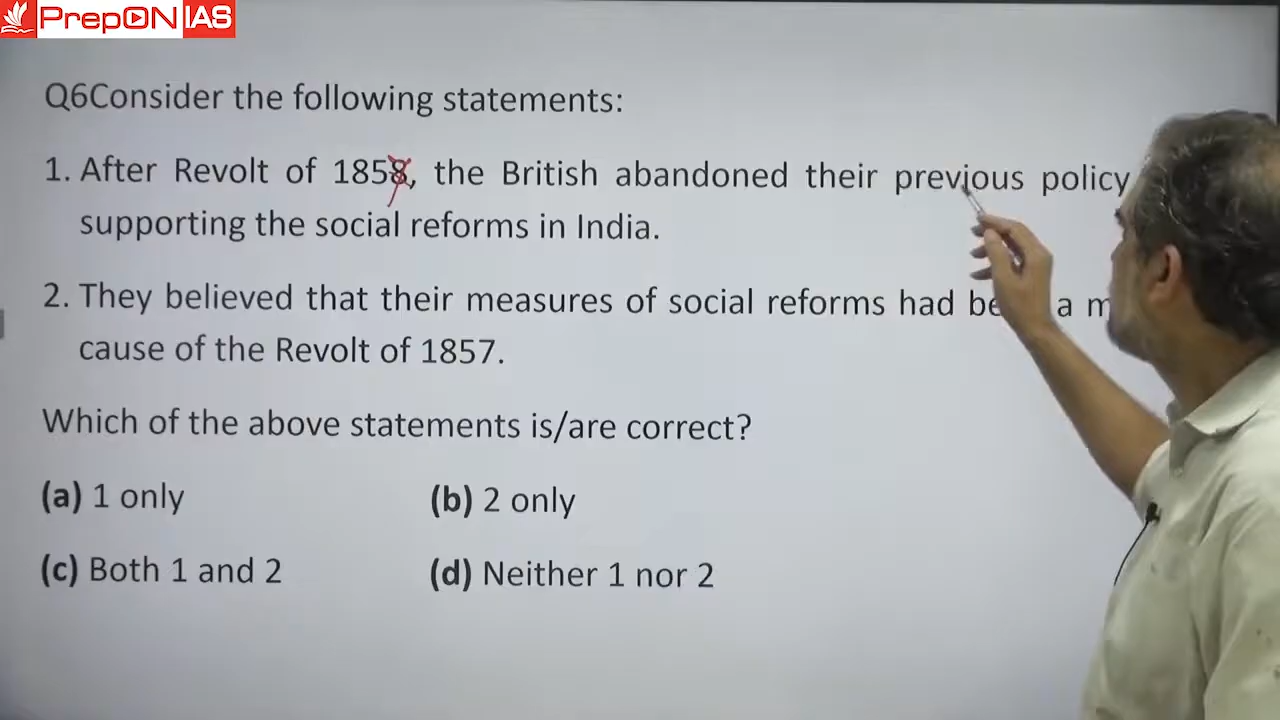 PrepON IAS
Q6Consider the following statements:
1. After Revolt of 1857, the British abandoned their previous policy
supporting the social reforms in India.
2. They believed that their measures of social reforms had a
cause of the Revolt of 1857.
Which of the above statements is/are correct?
(a) 1 only (b) 2 only
(c) Both 1 and 2 (d) Neither 1 nor 2